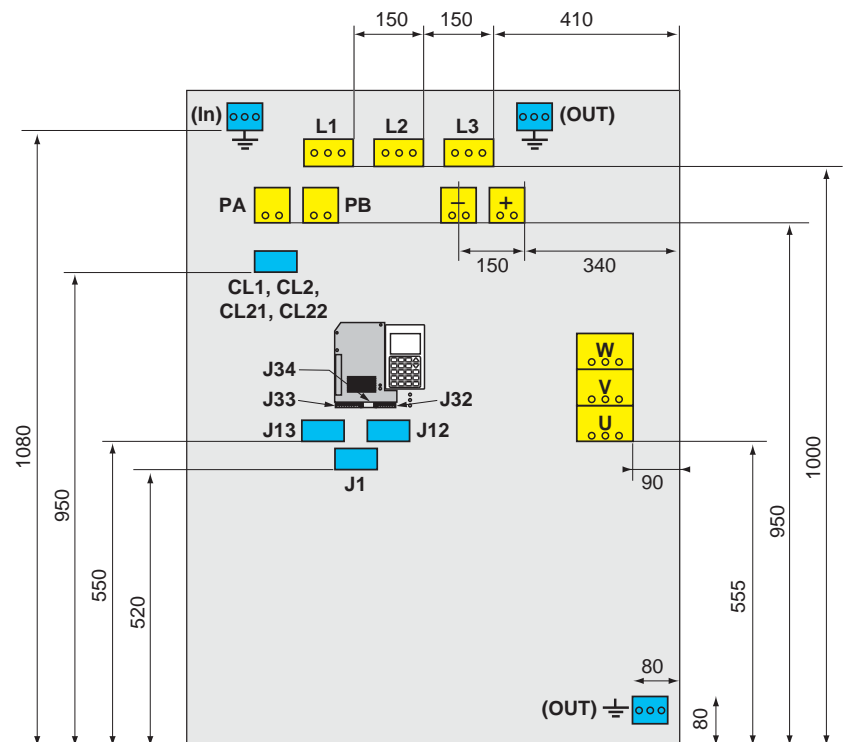 150 150 410
(In) (OUT)
L1 L2 L3
PA PB − +
150 340
CL1, CL2,
CL21, CL22
W
J34
V
J33 J32
U
J13 J12
J1
90
1080
950
550
520
555
950
1000
80
(OUT)
80